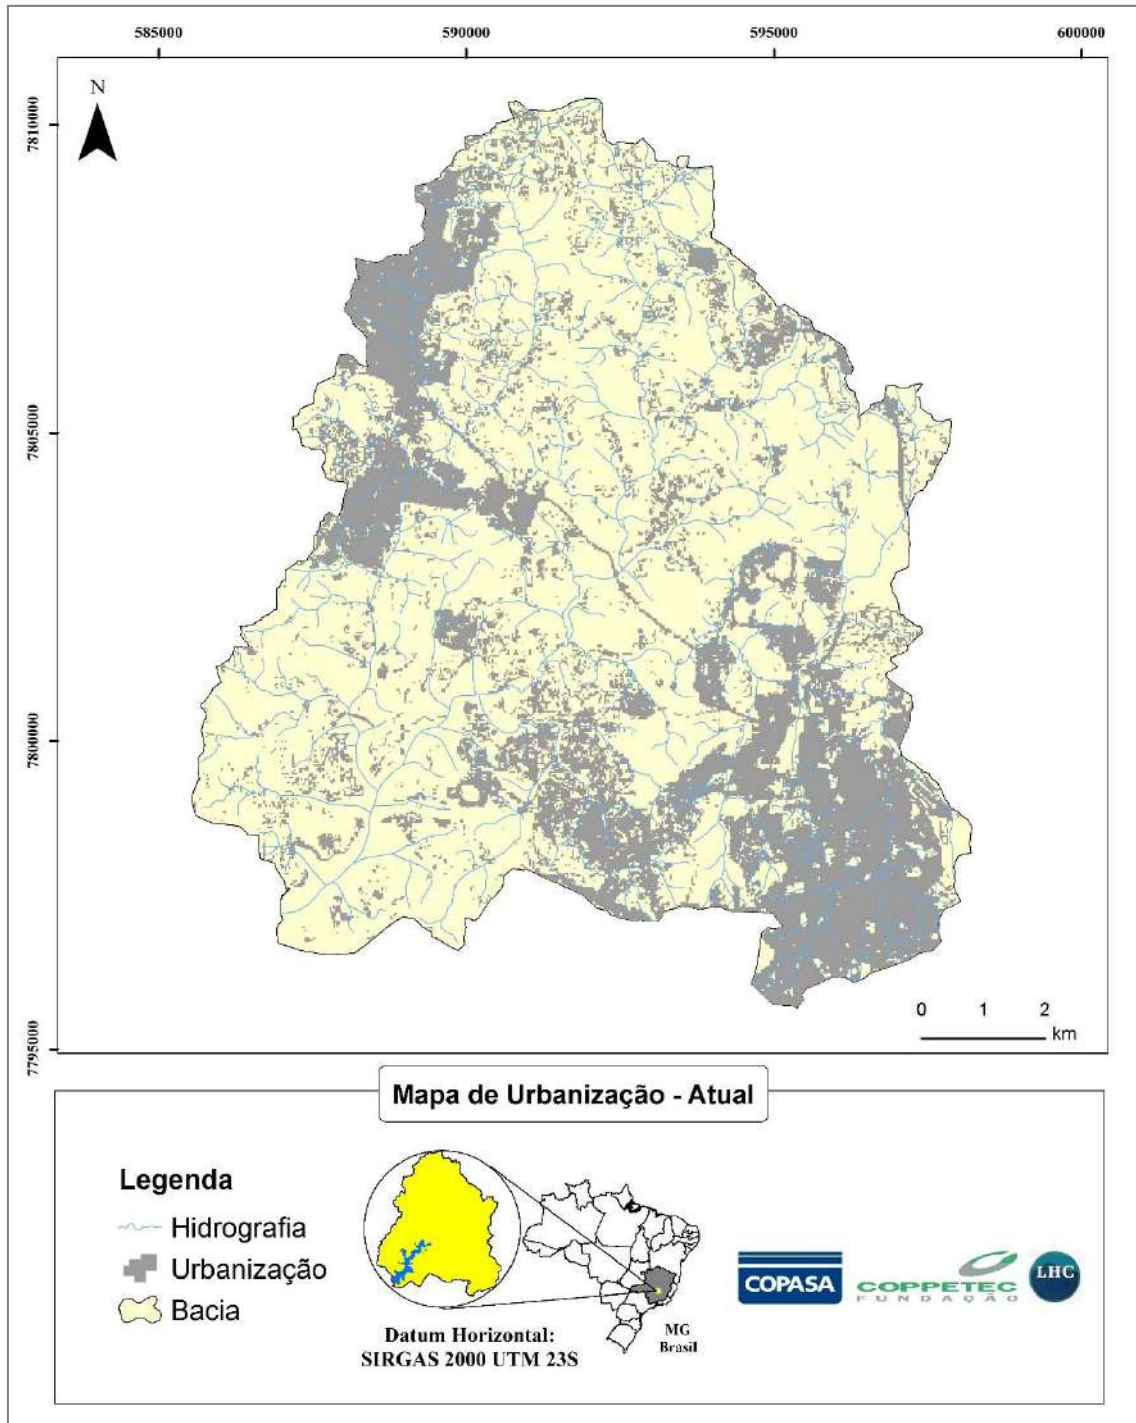 585000 590000 595000 600000
N
7810000
7805000
7800000
7795000
0 1 2
km
Mapa de Urbanização - Atual
Legenda
Hidrografia
Urbanização
Bacia
Datum Horizontal:
SIRGAS 2000 UTM 23S
MG
Brasil
COPASA
COPPETEC
FUNDAÇÃO
LHC